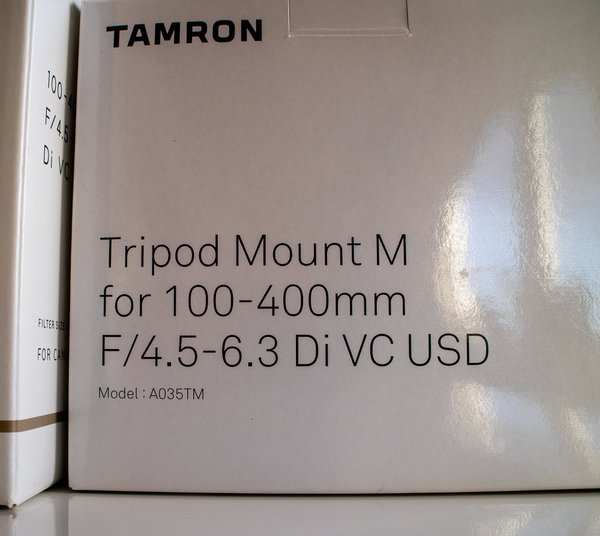 TAMRON
Tripod Mount M
for 100-400mm
F/4.5-6.3 Di VC USD
Model : A035TM
100-4
F/4.5-
Di VC
FILTER SIZE
FOR CAN